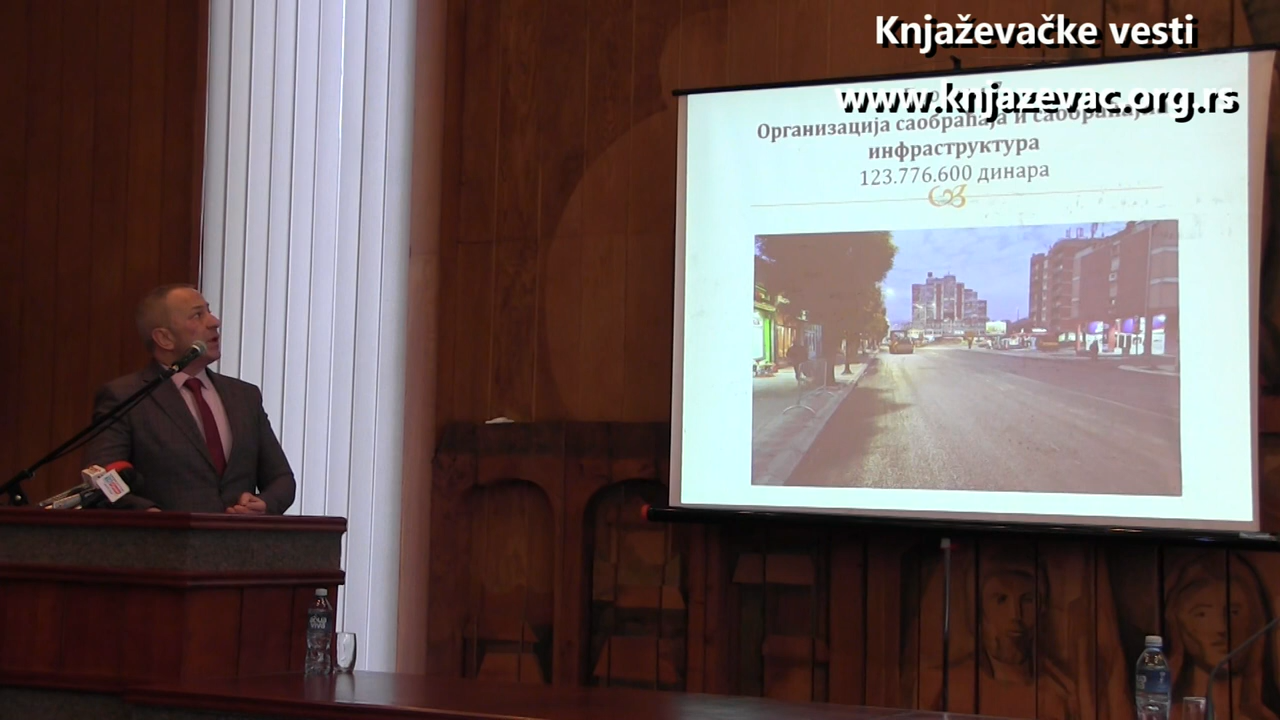 Knjaževačke vesti
www.knjazevac.org.rs
Организација саобраћаја и саобраћајна
инфраструктура
123.776.600 динара